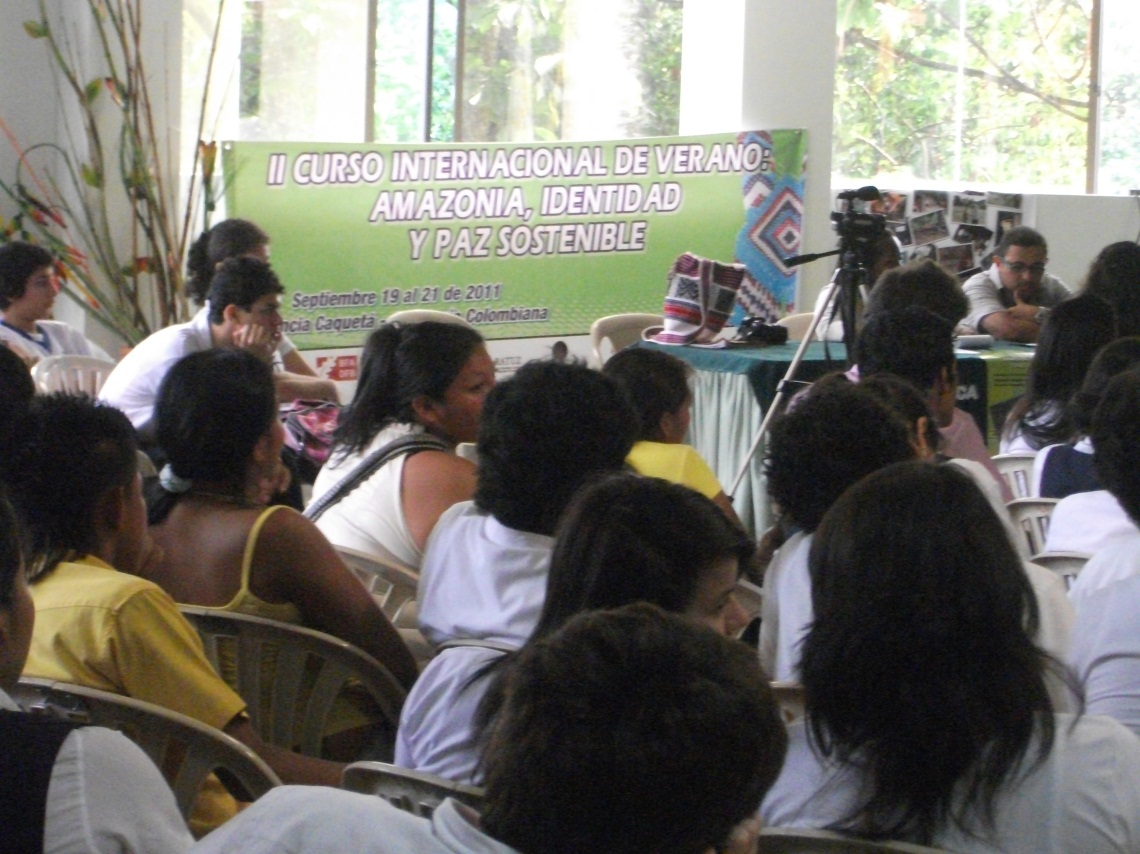 II CURSO INTERNACIONAL DE VERANO:
AMAZONIA, IDENTIDAD
Y PAZ SOSTENIBLE
Septiembre 19 al 21 de 2011
Caquetá Colombiana